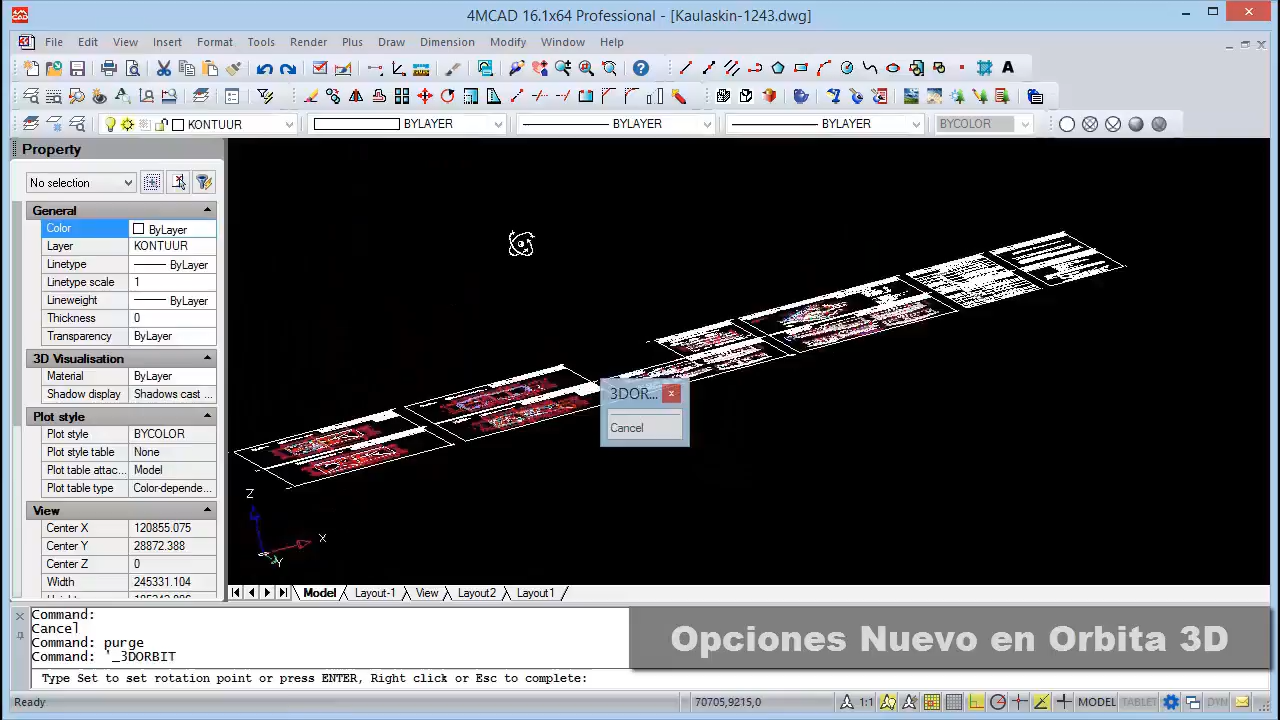 4MCAD 16.1x64 Professional - [Kaulaskin-1243.dwg]
File Edit View Insert Format Tools Render Plus Draw Dimension Modify Window Help
KONTUUR BYLAYER BYLAYER BYLAYER BYCOLOR
Property
No selection
General
Color ByLayer
Layer KONTUUR
Linetype ByLayer
Linetype scale 1
Lineweight ByLayer
Thickness 0
Transparency ByLayer
3D Visualisation
Material ByLayer
Shadow display Shadows cast ...
Plot style
Plot style BYCOLOR
Plot style table None
Plot table attac... Model
Plot table type Color-depende...
View
Center X 120855.075
Center Y 28872.388
Center Z 0
Width 245331.104
Z
X
Y
3DOR...
Cancel
Model Layout-1 View Layout2 Layout1
Command:
Cancel
Command: purge
Command: '_3DORBIT
Type Set to set rotation point or press ENTER, Right click or Esc to complete:
Opciones Nuevo en Orbita 3D
Ready 70705,9215,0 1:1 MODEL TABLET DYN